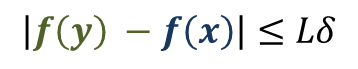 |f(y) − f(x)| ≤ Lδ